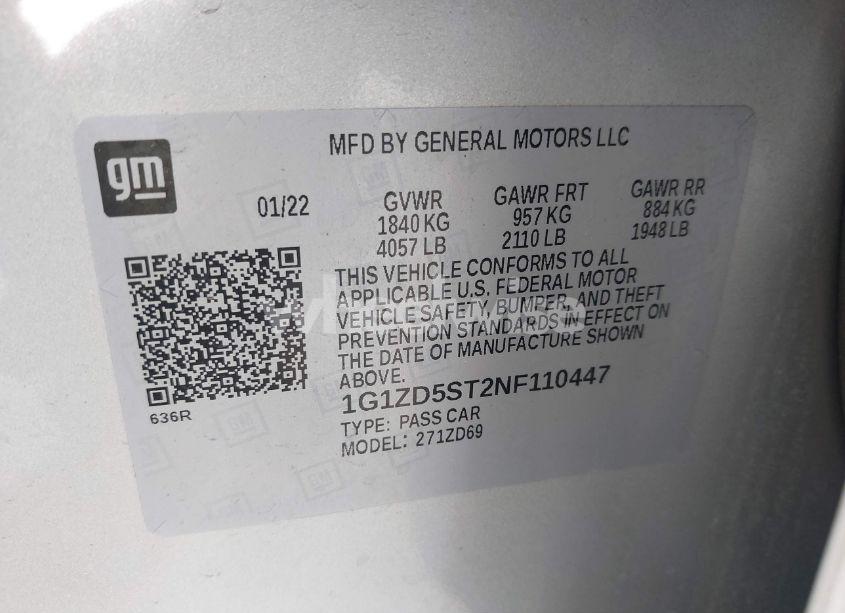 gm
MFD BY GENERAL MOTORS LLC
01/22
GVWR
1840 KG
4057 LB
GAWR FRT
957 KG
2110 LB
GAWR RR
884 KG
1948 LB
THIS VEHICLE CONFORMS TO ALL
APPLICABLE U.S. FEDERAL MOTOR
VEHICLE SAFETY, BUMPER, AND THEFT
PREVENTION STANDARDS IN EFFECT ON
THE DATE OF MANUFACTURE SHOWN
ABOVE.
1G1ZD5ST2NF110447
TYPE: PASS CAR
MODEL: 271ZD69
636R